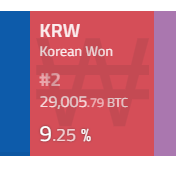 KRW
Korean Won
#2
29,005.79 BTC
9.25 %